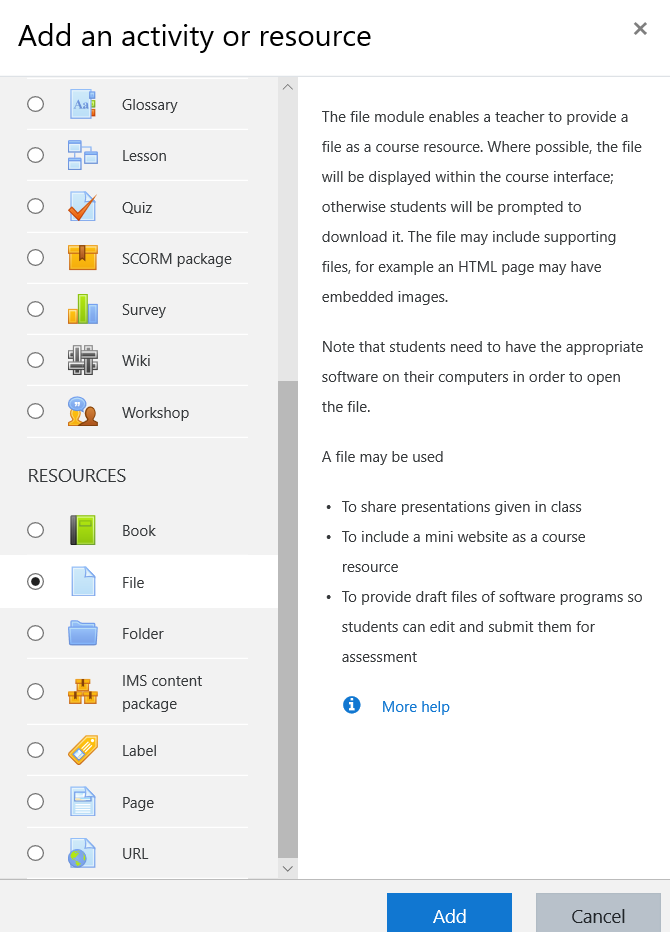 Add an activity or resource
×
Glossary
Lesson
Quiz
SCORM package
Survey
Wiki
Workshop
RESOURCES
Book
File
Folder
IMS content
package
Label
Page
URL
The file module enables a teacher to provide a
file as a course resource. Where possible, the file
will be displayed within the course interface;
otherwise students will be prompted to
download it. The file may include supporting
files, for example an HTML page may have
embedded images.
Note that students need to have the appropriate
software on their computers in order to open
the file.
A file may be used
• To share presentations given in class
• To include a mini website as a course
resource
• To provide draft files of software programs so
students can edit and submit them for
assessment
More help
Add
Cancel